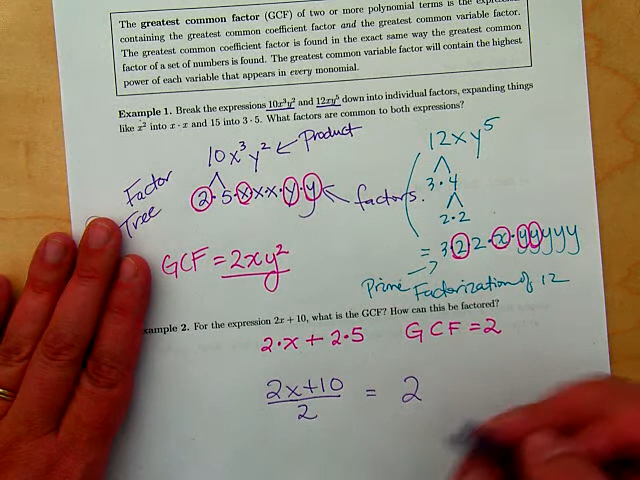 The greatest common factor (GCF) of two or more polynomial terms is the
containing the greatest common coefficient factor and the greatest common variable factor.
The greatest common coefficient factor is found in the exact same way the greatest common
factor of a set of numbers is found. The greatest common variable factor will contain the highest
power of each variable that appears in every monomial.
Example 1. Break the expressions 10x³y² and 12xy⁵ down into individual factors, expanding things
like x² into x · x and 15 into 3 · 5. What factors are common to both expressions?
10x³y² ← Product
12xy⁵
Factor
Tree
2·5·x x x·y·y ← factors.
3·4
2·2
= 3·2·2·x·y y y y y
GCF = 2xy²
Prime → Factorization of 12
xample 2. For the expression 2x + 10, what is the GCF? How can this be factored?
2·x + 2·5 GCF = 2
2x+10
2
= 2